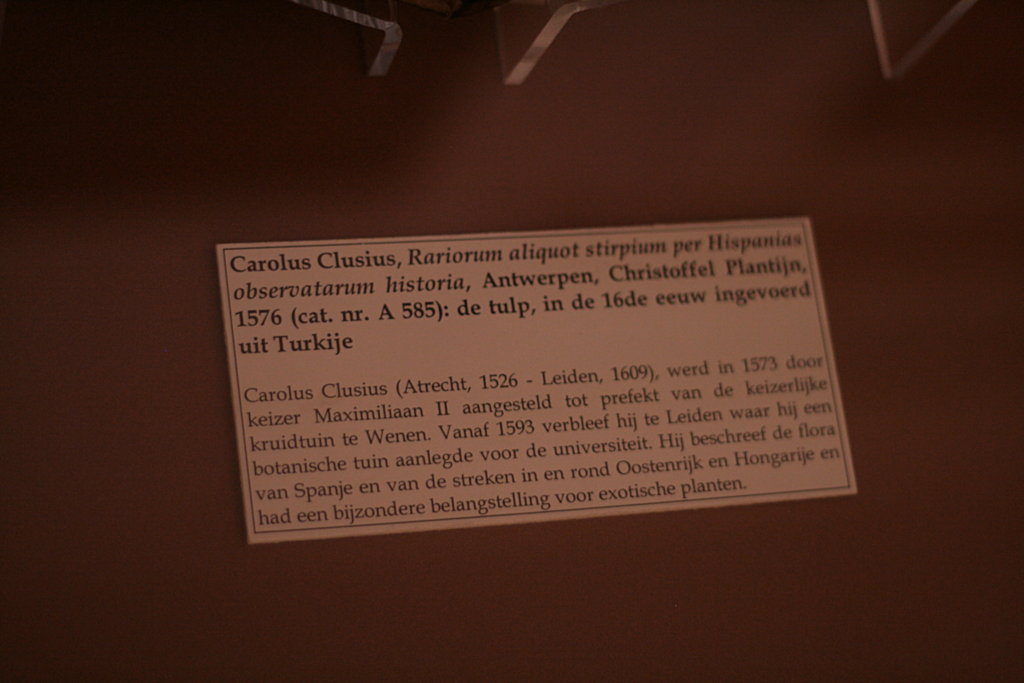 Carolus Clusius, Rariorum aliquot stirpium per Hispanias
observatarum historia, Antwerpen, Christoffel Plantijn,
1576 (cat. nr. A 585): de tulp, in de 16de eeuw ingevoerd
uit Turkije
Carolus Clusius (Atrecht, 1526 - Leiden, 1609), werd in 1573 door
keizer Maximiliaan II aangesteld tot prefekt van de keizerlijke
kruidtuin te Wenen. Vanaf 1593 verbleef hij te Leiden waar hij een
botanische tuin aanlegde voor de universiteit. Hij beschreef de flora
van Spanje en van de streken in en rond Oostenrijk en Hongarije en
had een bijzondere belangstelling voor exotische planten.